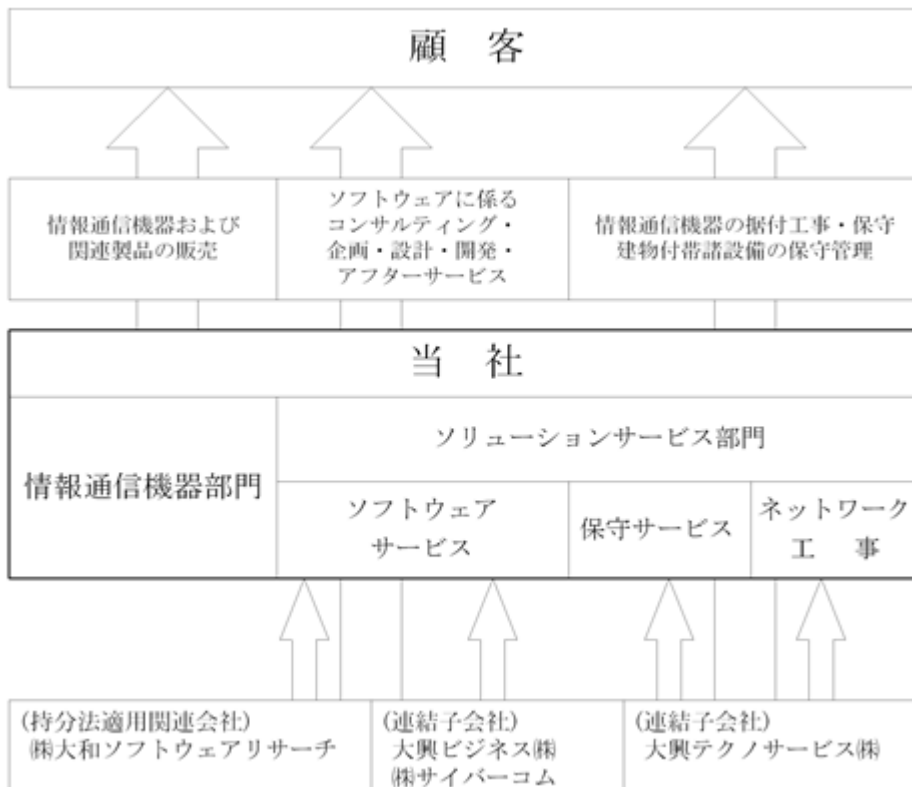 顧　客
情報通信機器および
関連製品の販売
ソフトウェアに係る
コンサルティング・
企画・設計・開発・
アフターサービス
情報通信機器の据付工事・保守
建物付帯諸設備の保守管理
当　社
情報通信機器部門
ソリューションサービス部門
ソフトウェア
サービス
保守サービス
ネットワーク
工　事
(持分法適用関連会社)
㈱大和ソフトウェアリサーチ
(連結子会社)
大興ビジネス㈱
㈱サイバーコム
(連結子会社)
大興テクノサービス㈱